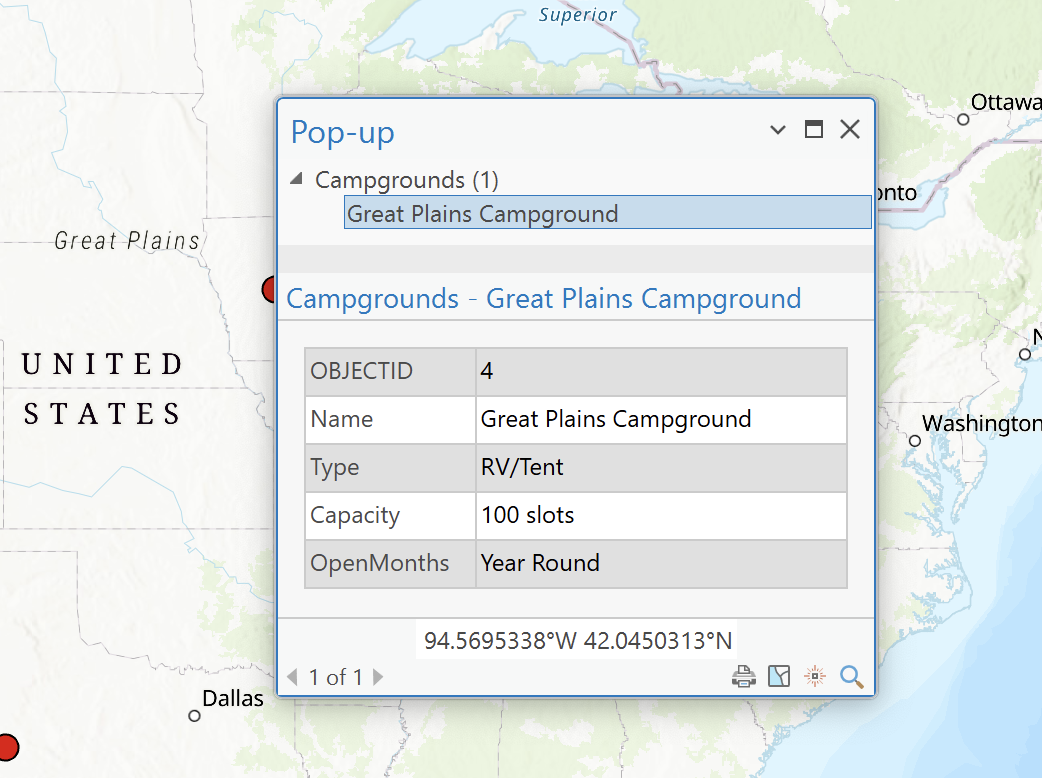 Superior
Ottawa
Pop-up
Campgrounds (1)
onto
Great Plains Campground
Great Plains
Campgrounds - Great Plains Campground
UNITED
STATES
OBJECTID 4
Name Great Plains Campground
Type RV/Tent
Capacity 100 slots
OpenMonths Year Round
N
Washington
94.5695338°W 42.0450313°N
1 of 1
Dallas